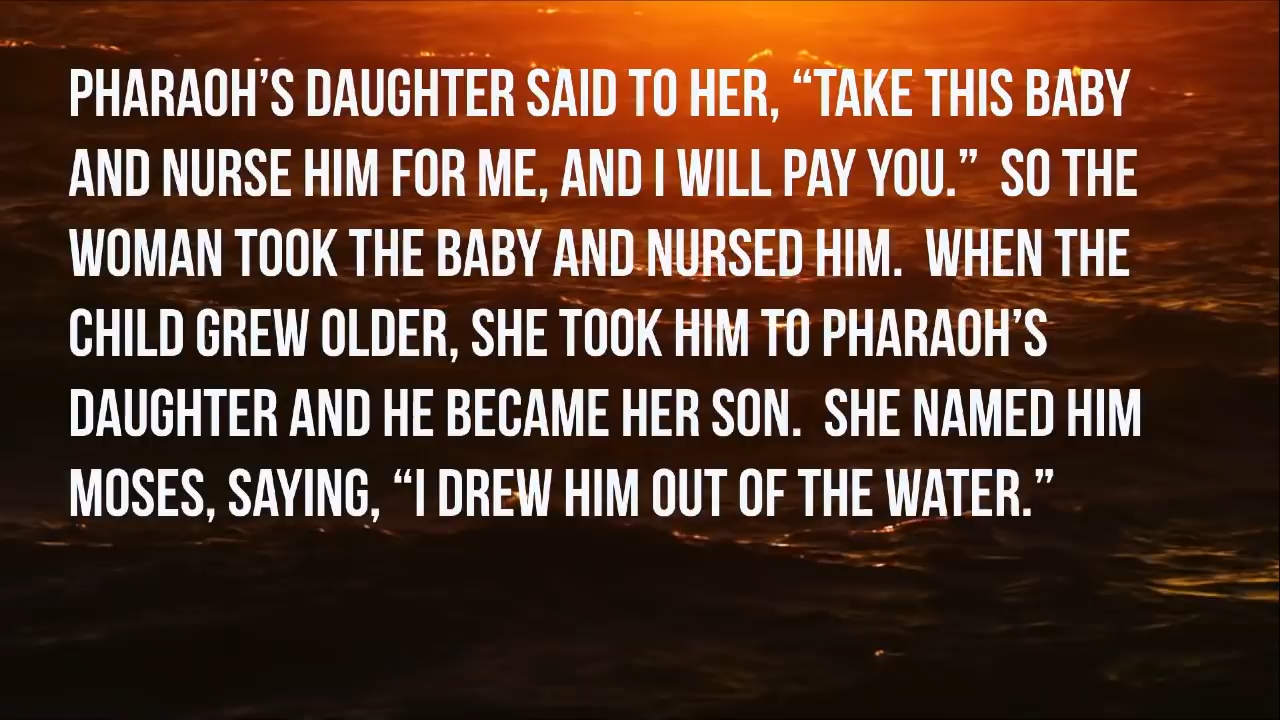 PHARAOH’S DAUGHTER SAID TO HER, “TAKE THIS BABY
AND NURSE HIM FOR ME, AND I WILL PAY YOU.”  SO THE
WOMAN TOOK THE BABY AND NURSED HIM.  WHEN THE
CHILD GREW OLDER, SHE TOOK HIM TO PHARAOH’S
DAUGHTER AND HE BECAME HER SON.  SHE NAMED HIM
MOSES, SAYING, “I DREW HIM OUT OF THE WATER.”